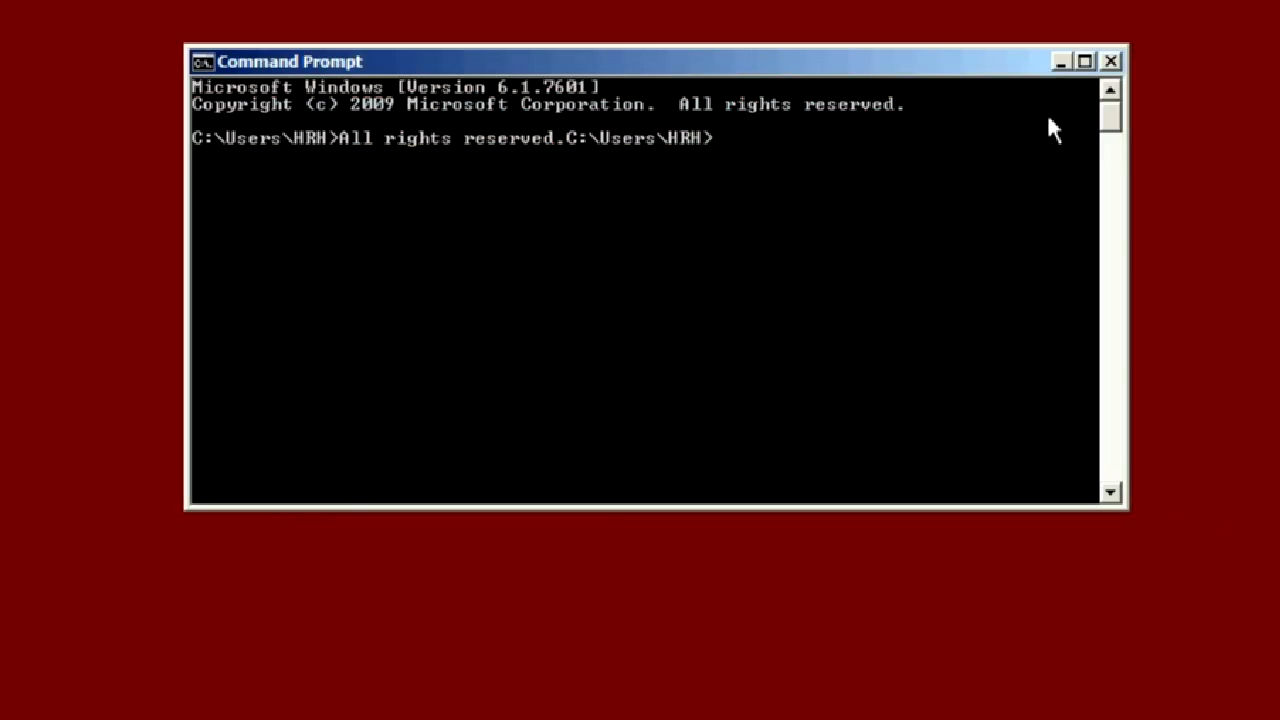 Command Prompt
Microsoft Windows [Version 6.1.7601]
Copyright (c) 2009 Microsoft Corporation.  All rights reserved.
C:\Users\HRH>All rights reserved.C:\Users\HRH>